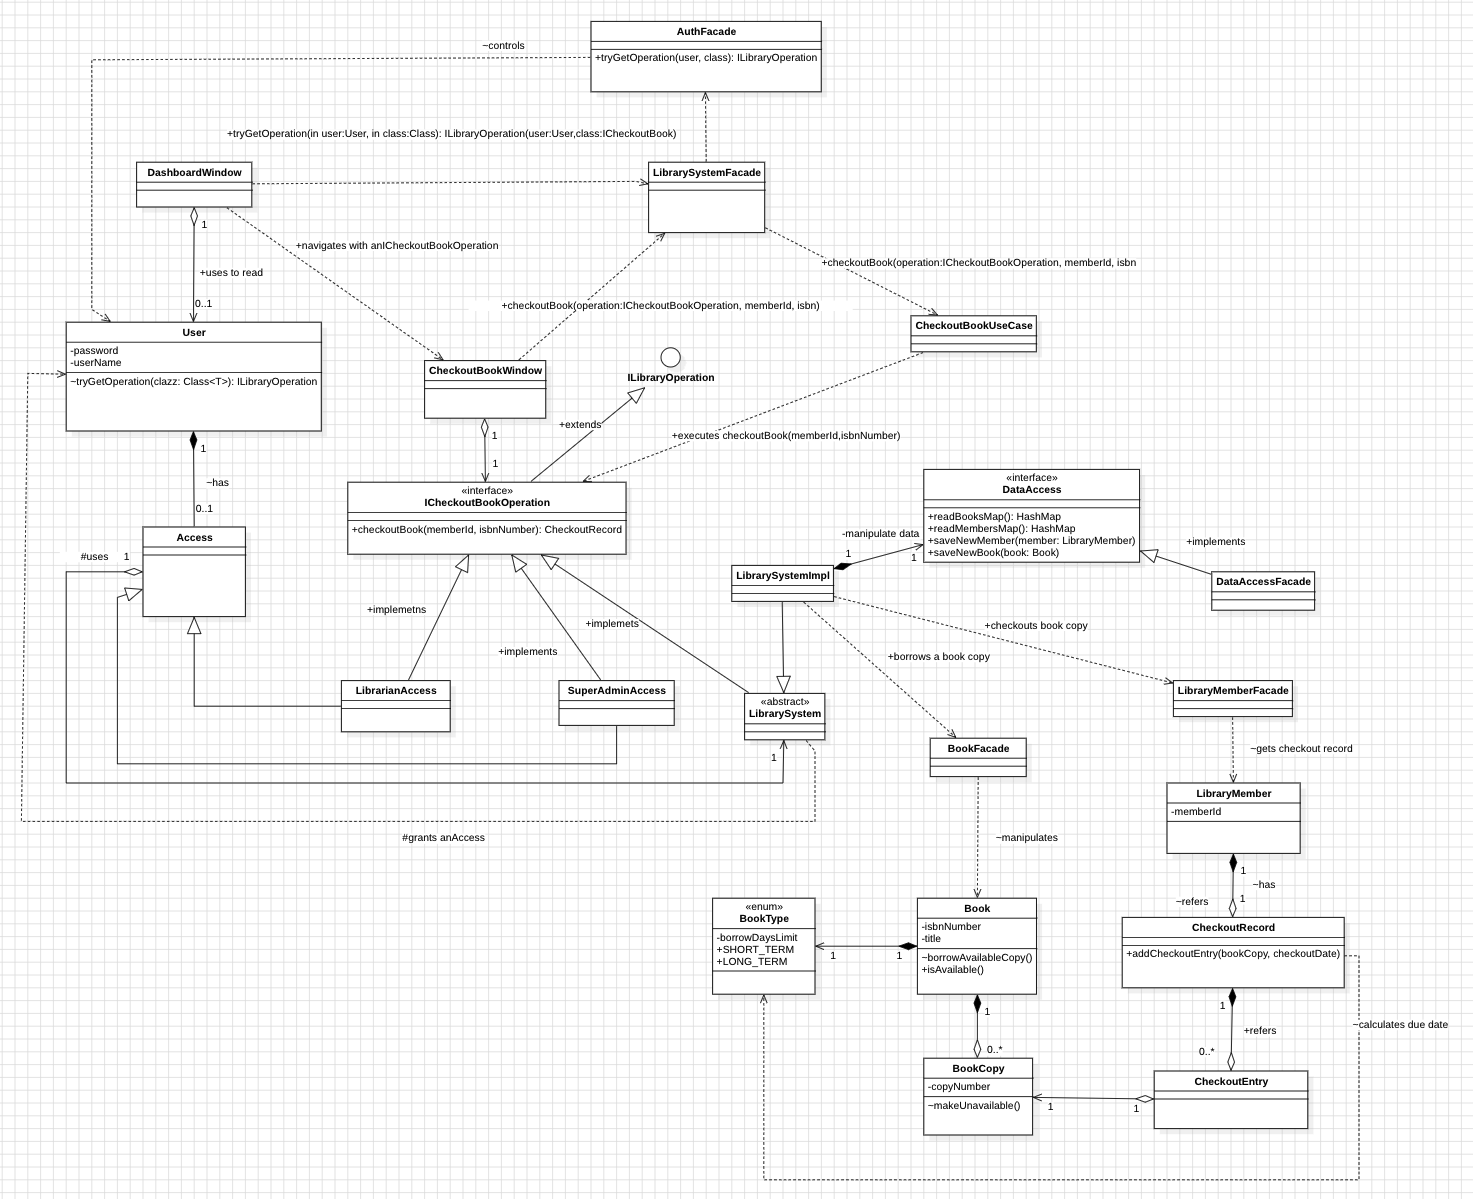 AuthFacade
~controls
+tryGetOperation(user, class): ILibraryOperation
+tryGetOperation(in user:User, in class:Class): ILibraryOperation(user:User,class:ICheckoutBook)
DashboardWindow
LibrarySystemFacade
1
+navigates with anICheckoutBookOperation
+checkoutBook(operation:ICheckoutBookOperation, memberId, isbn
+uses to read
0..1
+checkoutBook(operation:ICheckoutBookOperation, memberId, isbn)
User
-password
-userName
~tryGetOperation(clazz: Class<T>): ILibraryOperation
CheckoutBookUseCase
CheckoutBookWindow
ILibraryOperation
+extends
1
+executes checkoutBook(memberId,isbnNumber)
1
1
~has
0..1
«interface»
ICheckoutBookOperation
+checkoutBook(memberId, isbnNumber): CheckoutRecord
«interface»
DataAccess
+readBooksMap(): HashMap
+readMembersMap(): HashMap
+saveNewMember(member: LibraryMember)
+saveNewBook(book: Book)
-manipulate data
1
1
+implements
Access
#uses
1
LibrarySystemImpl
DataAccessFacade
+implemetns
+implemets
+implements
+checkouts book copy
+borrows a book copy
LibrarianAccess
SuperAdminAccess
«abstract»
LibrarySystem
LibraryMemberFacade
1
BookFacade
~gets checkout record
LibraryMember
-memberId
#grants anAccess
~manipulates
1
~has
1
~refers
«enum»
BookType
-borrowDaysLimit
+SHORT_TERM
+LONG_TERM
Book
-isbnNumber
-title
~borrowAvailableCopy()
+isAvailable()
1
1
CheckoutRecord
+addCheckoutEntry(bookCopy, checkoutDate)
1
1
+refers
~calculates due date
0..*
0..*
BookCopy
-copyNumber
~makeUnavailable()
CheckoutEntry
1
1